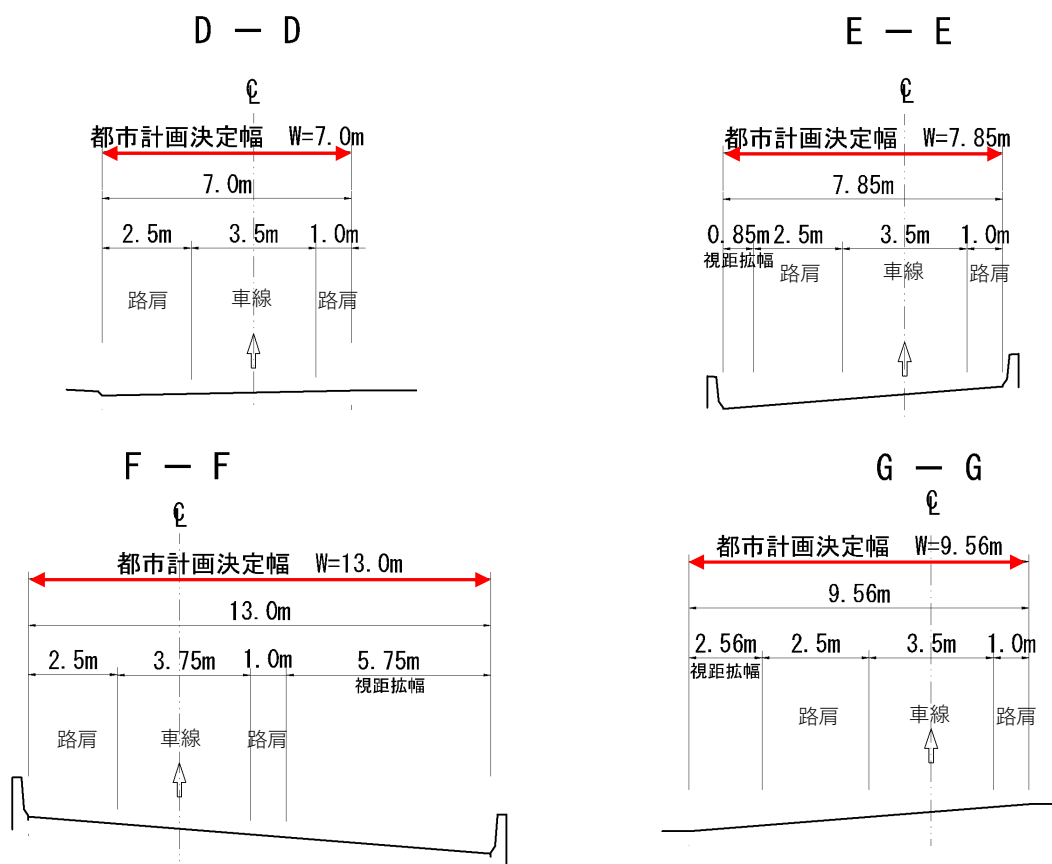 D － D
℄
都市計画決定幅 W=7.0m
7.0m
2.5m 3.5m 1.0m
路肩 車線 路肩
E － E
℄
都市計画決定幅 W=7.85m
7.85m
0.85m 2.5m 3.5m 1.0m
視距拡幅 路肩 車線 路肩
F － F
℄
都市計画決定幅 W=13.0m
13.0m
2.5m 3.75m 1.0m 5.75m
視距拡幅
路肩 車線 路肩
G － G
℄
都市計画決定幅 W=9.56m
9.56m
2.56m 2.5m 3.5m 1.0m
視距拡幅
路肩 車線 路肩